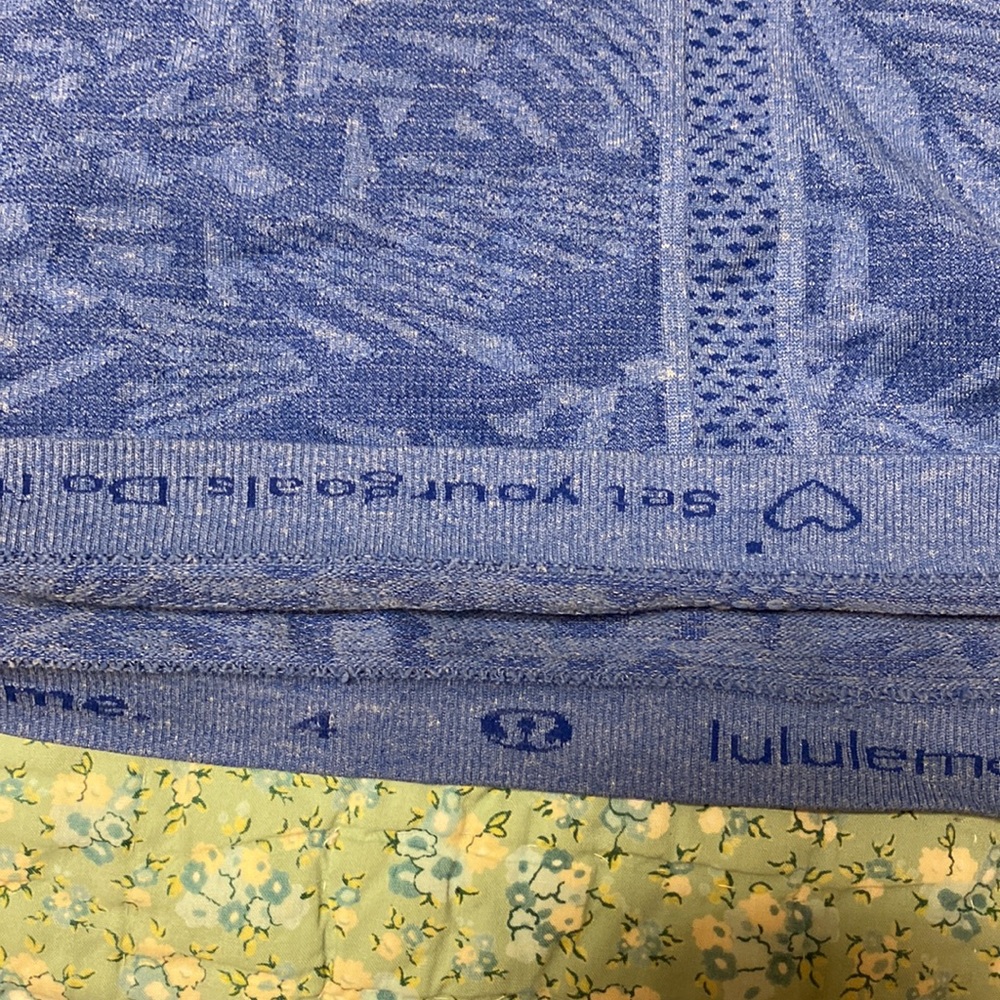 Set your goals. Do
me. 4 lululem